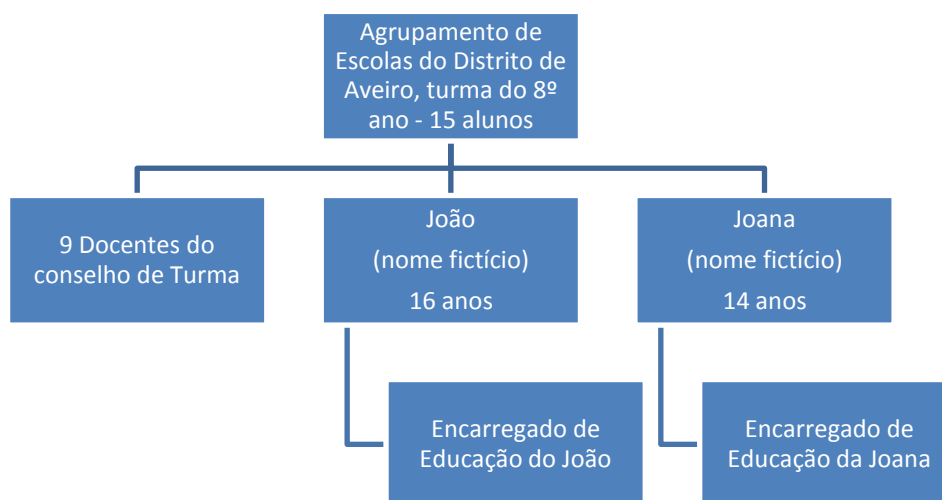 Agrupamento de
Escolas do Distrito de
Aveiro, turma do 8º
ano - 15 alunos
9 Docentes do
conselho de Turma
João
(nome fictício)
16 anos
Joana
(nome fictício)
14 anos
Encarregado de
Educação do João
Encarregado de
Educação da Joana